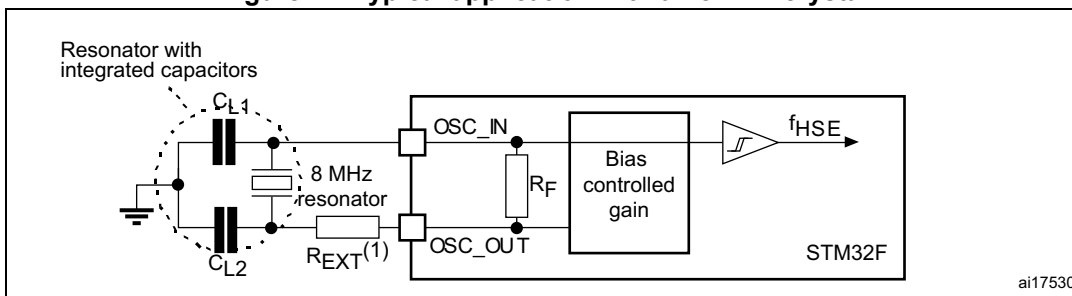 Resonator with
integrated capacitors
CL1
OSC_IN
fHSE
8 MHz
resonator
RF
Bias
controlled
gain
OSC_OUT
STM32F
REXT(1)
CL2
ai17530